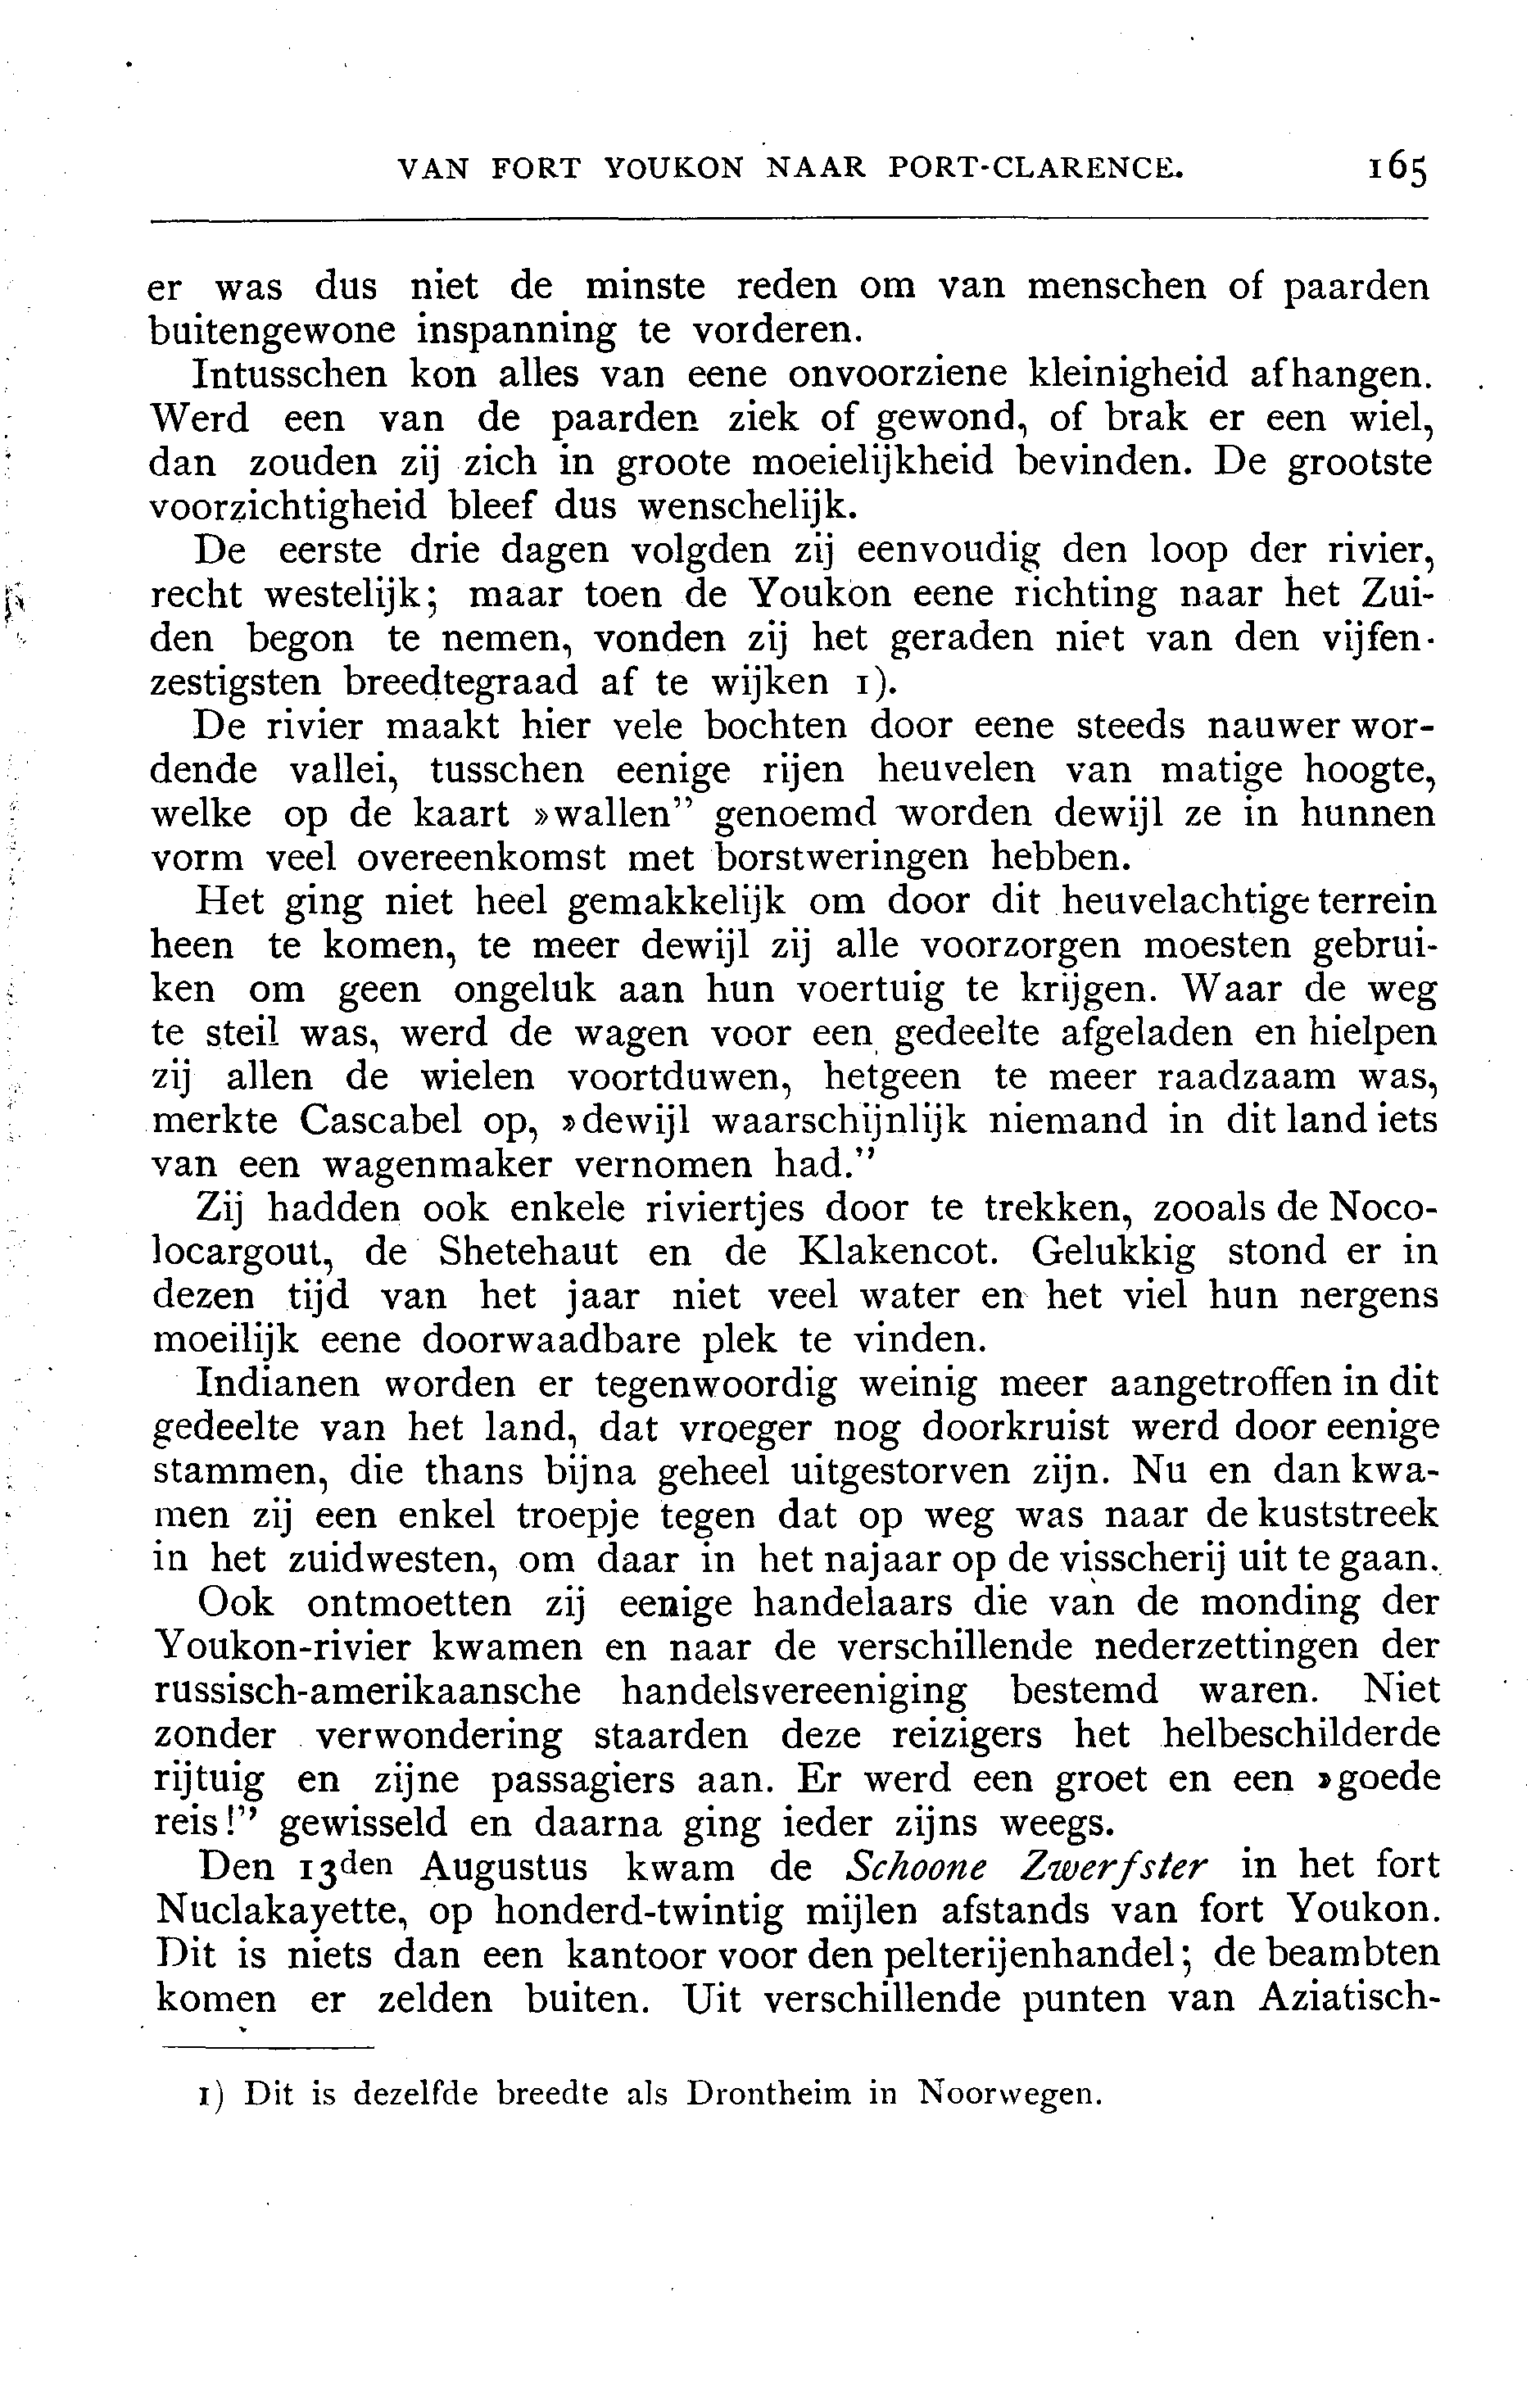 VAN FORT YOUKON NAAR PORT-CLARENCE. 165
er was dus niet de minste reden om van menschen of paarden
buitengewone inspanning te vorderen.
Intusschen kon alles van eene onvoorziene kleinigheid afhangen.
Werd een van de paarden ziek of gewond, of brak er een wiel,
dan zouden zij zich in groote moeielijkheid bevinden. De grootste
voorzichtigheid bleef dus wenschelijk.
De eerste drie dagen volgden zij eenvoudig den loop der rivier,
recht westelijk; maar toen de Youkon eene richting naar het Zui-
den begon te nemen, vonden zij het geraden niet van den vijfen-
zestigsten breedtegraad af te wijken 1).
De rivier maakt hier vele bochten door eene steeds nauwer wor-
dende vallei, tusschen eenige rijen heuvelen van matige hoogte,
welke op de kaart »wallen” genoemd worden dewijl ze in hunnen
vorm veel overeenkomst met borstweringen hebben.
Het ging niet heel gemakkelijk om door dit heuvelachtige terrein
heen te komen, te meer dewijl zij alle voorzorgen moesten gebrui-
ken om geen ongeluk aan hun voertuig te krijgen. Waar de weg
te steil was, werd de wagen voor een gedeelte afgeladen en hielpen
zij allen de wielen voortduwen, hetgeen te meer raadzaam was,
merkte Cascabel op, »dewijl waarschijnlijk niemand in dit land iets
van een wagenmaker vernomen had.”
Zij hadden ook enkele riviertjes door te trekken, zooals de Noco-
locargout, de Shetehaut en de Klakencot. Gelukkig stond er in
dezen tijd van het jaar niet veel water en het viel hun nergens
moeilijk eene doorwaadbare plek te vinden.
Indianen worden er tegenwoordig weinig meer aangetroffen in dit
gedeelte van het land, dat vroeger nog doorkruist werd door eenige
stammen, die thans bijna geheel uitgestorven zijn. Nu en dan kwa-
men zij een enkel troepje tegen dat op weg was naar de kuststreek
in het zuidwesten, om daar in het najaar op de visscherij uit te gaan.
Ook ontmoetten zij eenige handelaars die van de monding der
Youkon-rivier kwamen en naar de verschillende nederzettingen der
russisch-amerikaansche handelsvereeniging bestemd waren. Niet
zonder verwondering staarden deze reizigers het helbeschilderde
rijtuig en zijne passagiers aan. Er werd een groet en een »goede
reis!” gewisseld en daarna ging ieder zijns weegs.
Den 13den Augustus kwam de Schoone Zwerfster in het fort
Nuclakayette, op honderd-twintig mijlen afstands van fort Youkon.
Dit is niets dan een kantoor voor den pelterijenhandel; de beambten
komen er zelden buiten. Uit verschillende punten van Aziatisch-
1) Dit is dezelfde breedte als Drontheim in Noorwegen.